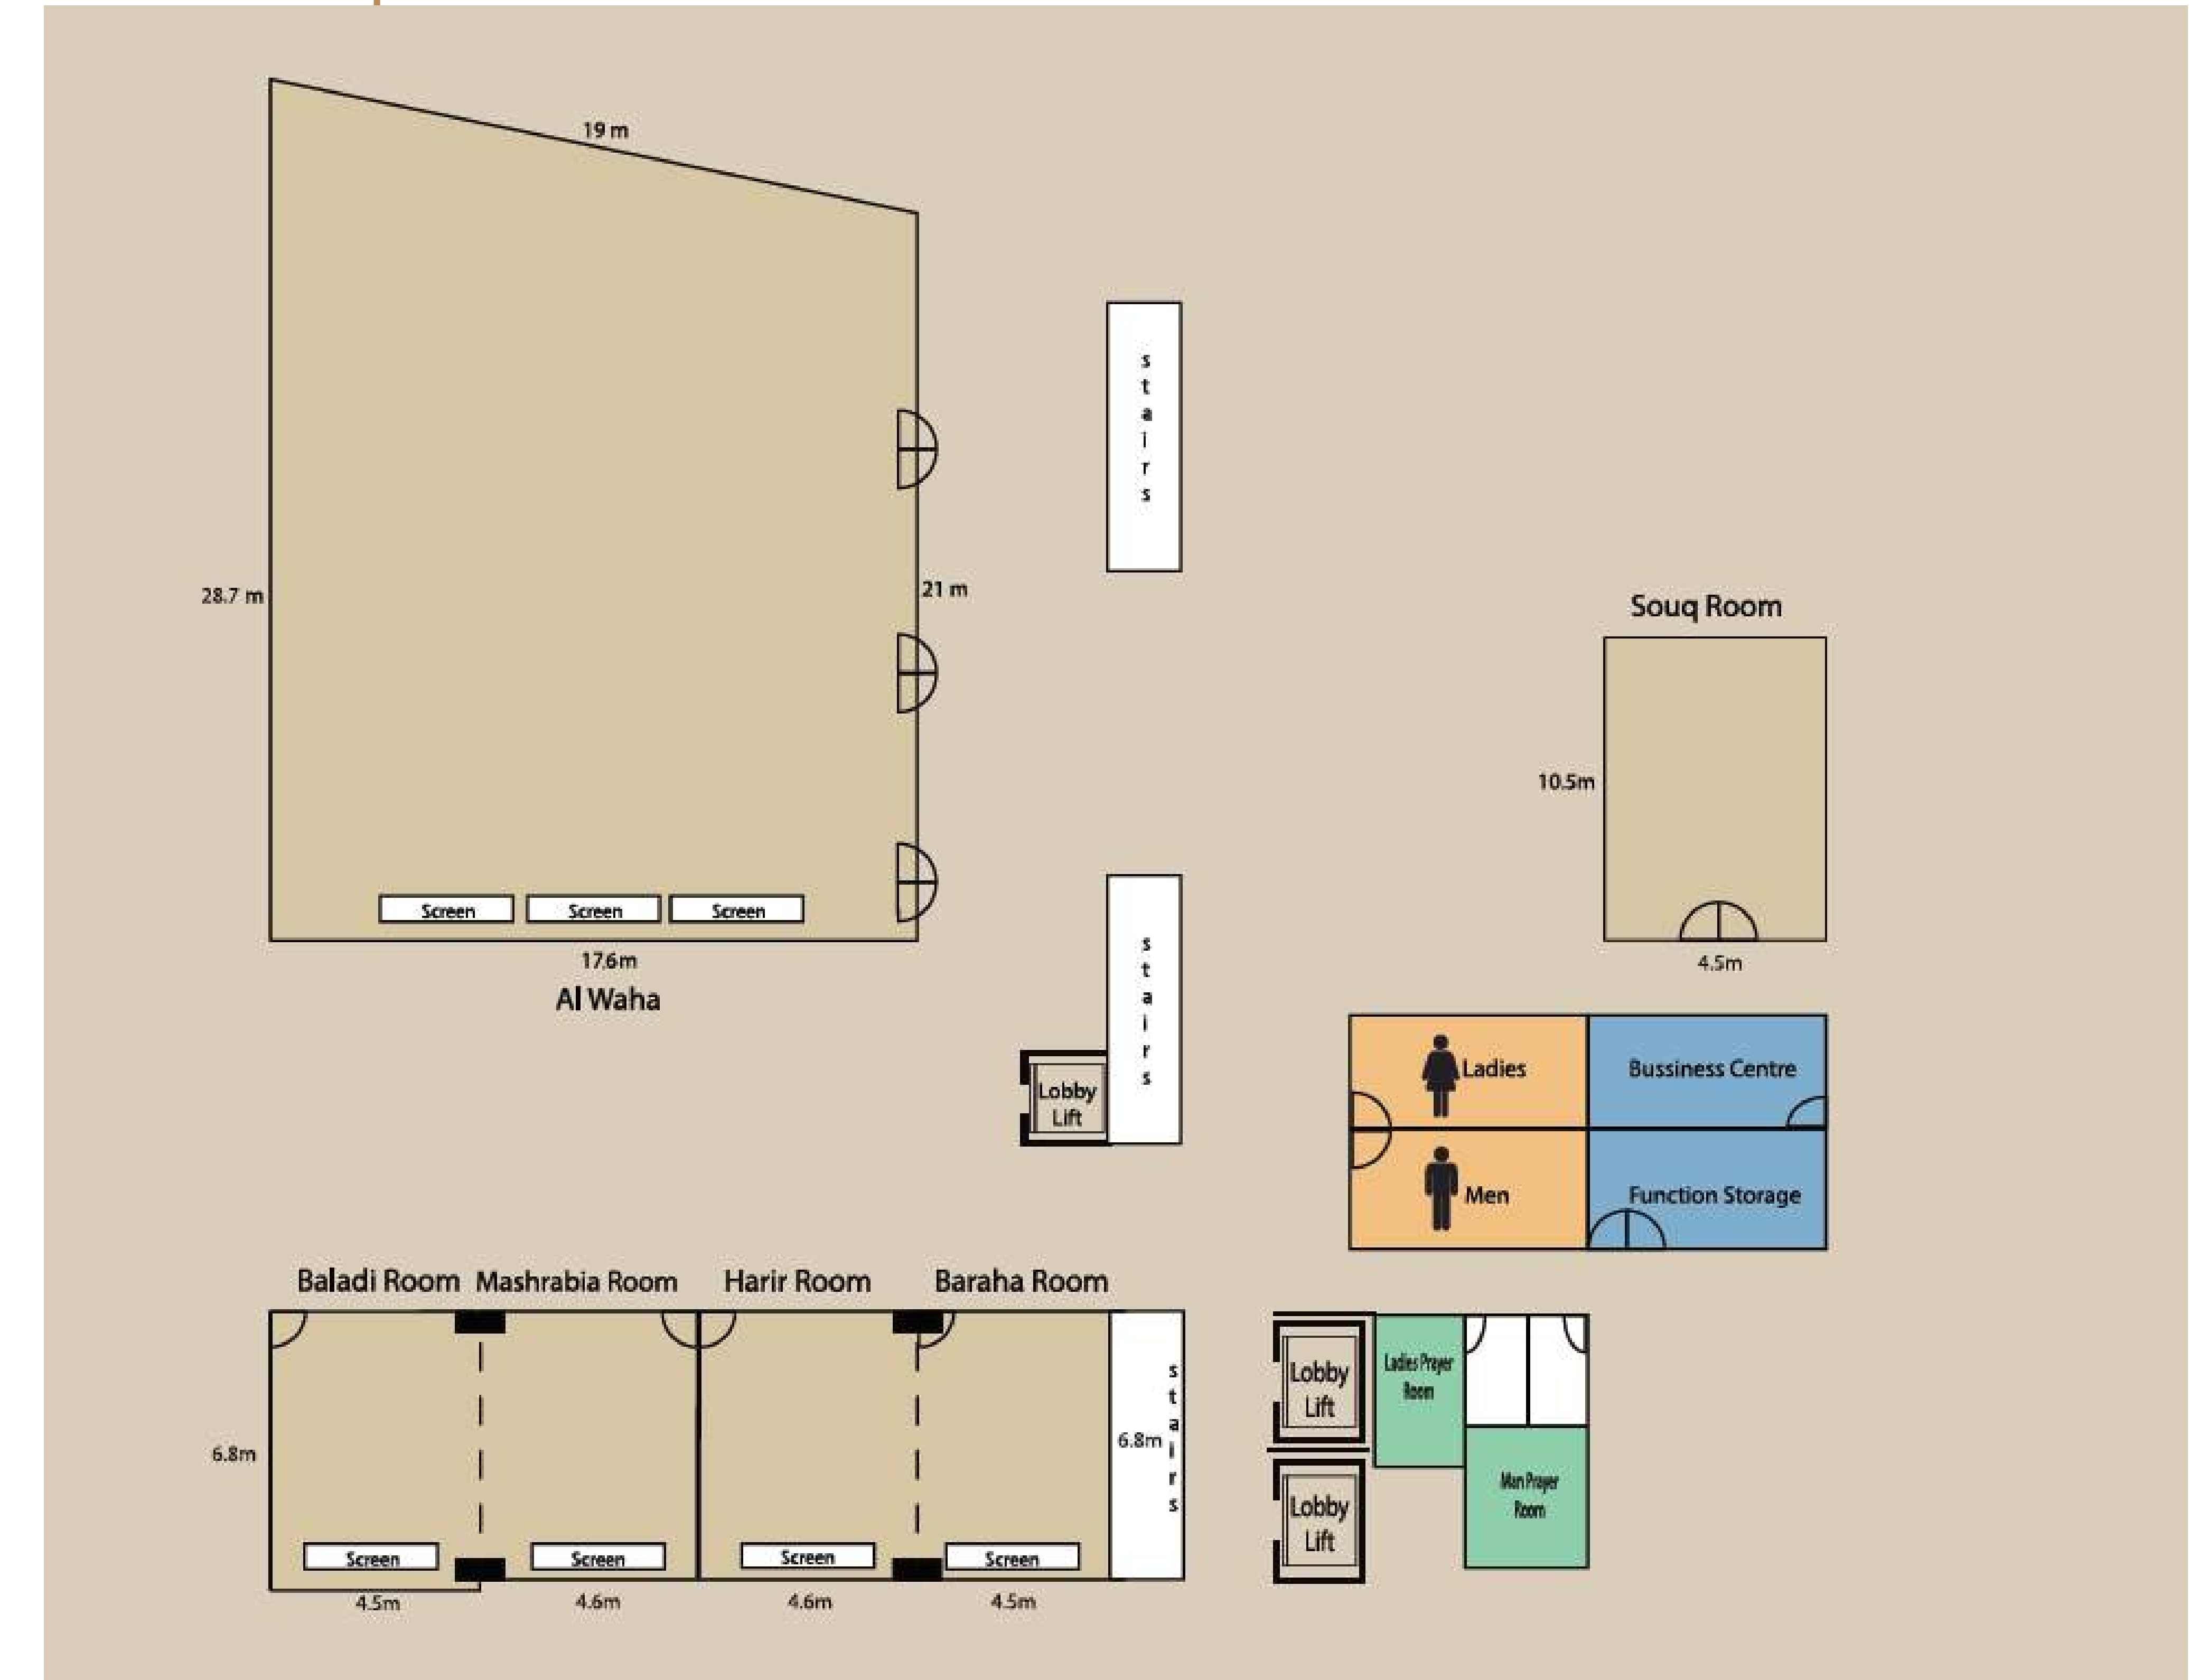 19 m
s
t
a
i
r
s
28.7 m
21 m
Souq Room
10.5m
Screen
Screen
Screen
17.6m
4.5m
Al Waha
s
t
a
i
r
s
Lobby
Lift
Ladies
Bussiness Centre
Men
Function Storage
Baladi Room
Mashrabia Room
Harir Room
Baraha Room
6.8m
6.8m
s
t
a
i
r
s
Lobby
Lift
Ladies Prayer
Room
Lobby
Lift
Man Prayer
Room
Screen
Screen
Screen
Screen
4.5m
4.6m
4.6m
4.5m